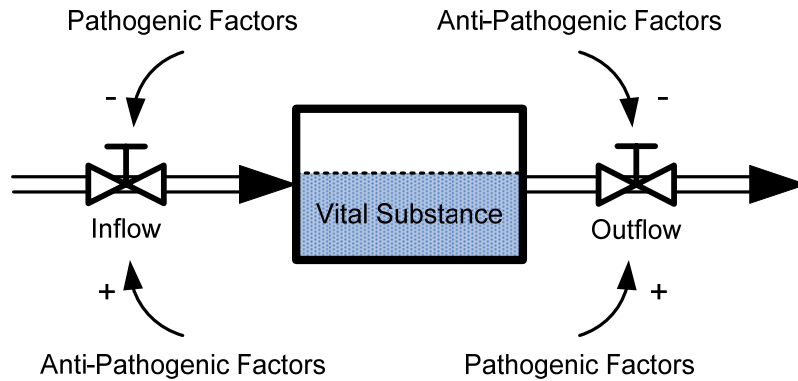 Pathogenic Factors
Anti-Pathogenic Factors
-
-
Vital Substance
Inflow
Outflow
+
+
Anti-Pathogenic Factors
Pathogenic Factors